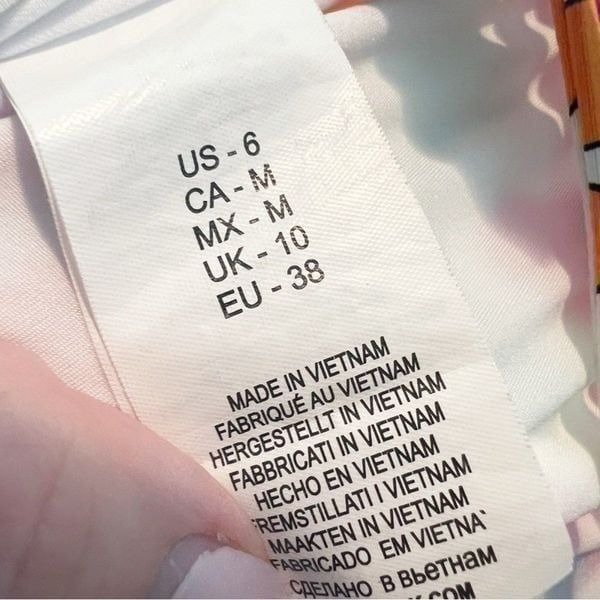 US - 6
CA - M
MX - M
UK - 10
EU - 38
MADE IN VIETNAM
FABRIQUÉ AU VIETNAM
HERGESTELLT IN VIETNAM
FABBRICATI IN VIETNAM
HECHO EN VIETNAM
FREMSTILLATI I VIETNAM
MAAKTEN IN VIETNAM
FABRICADO EM VIETNA
СДЕЛАНО В Вьетнам